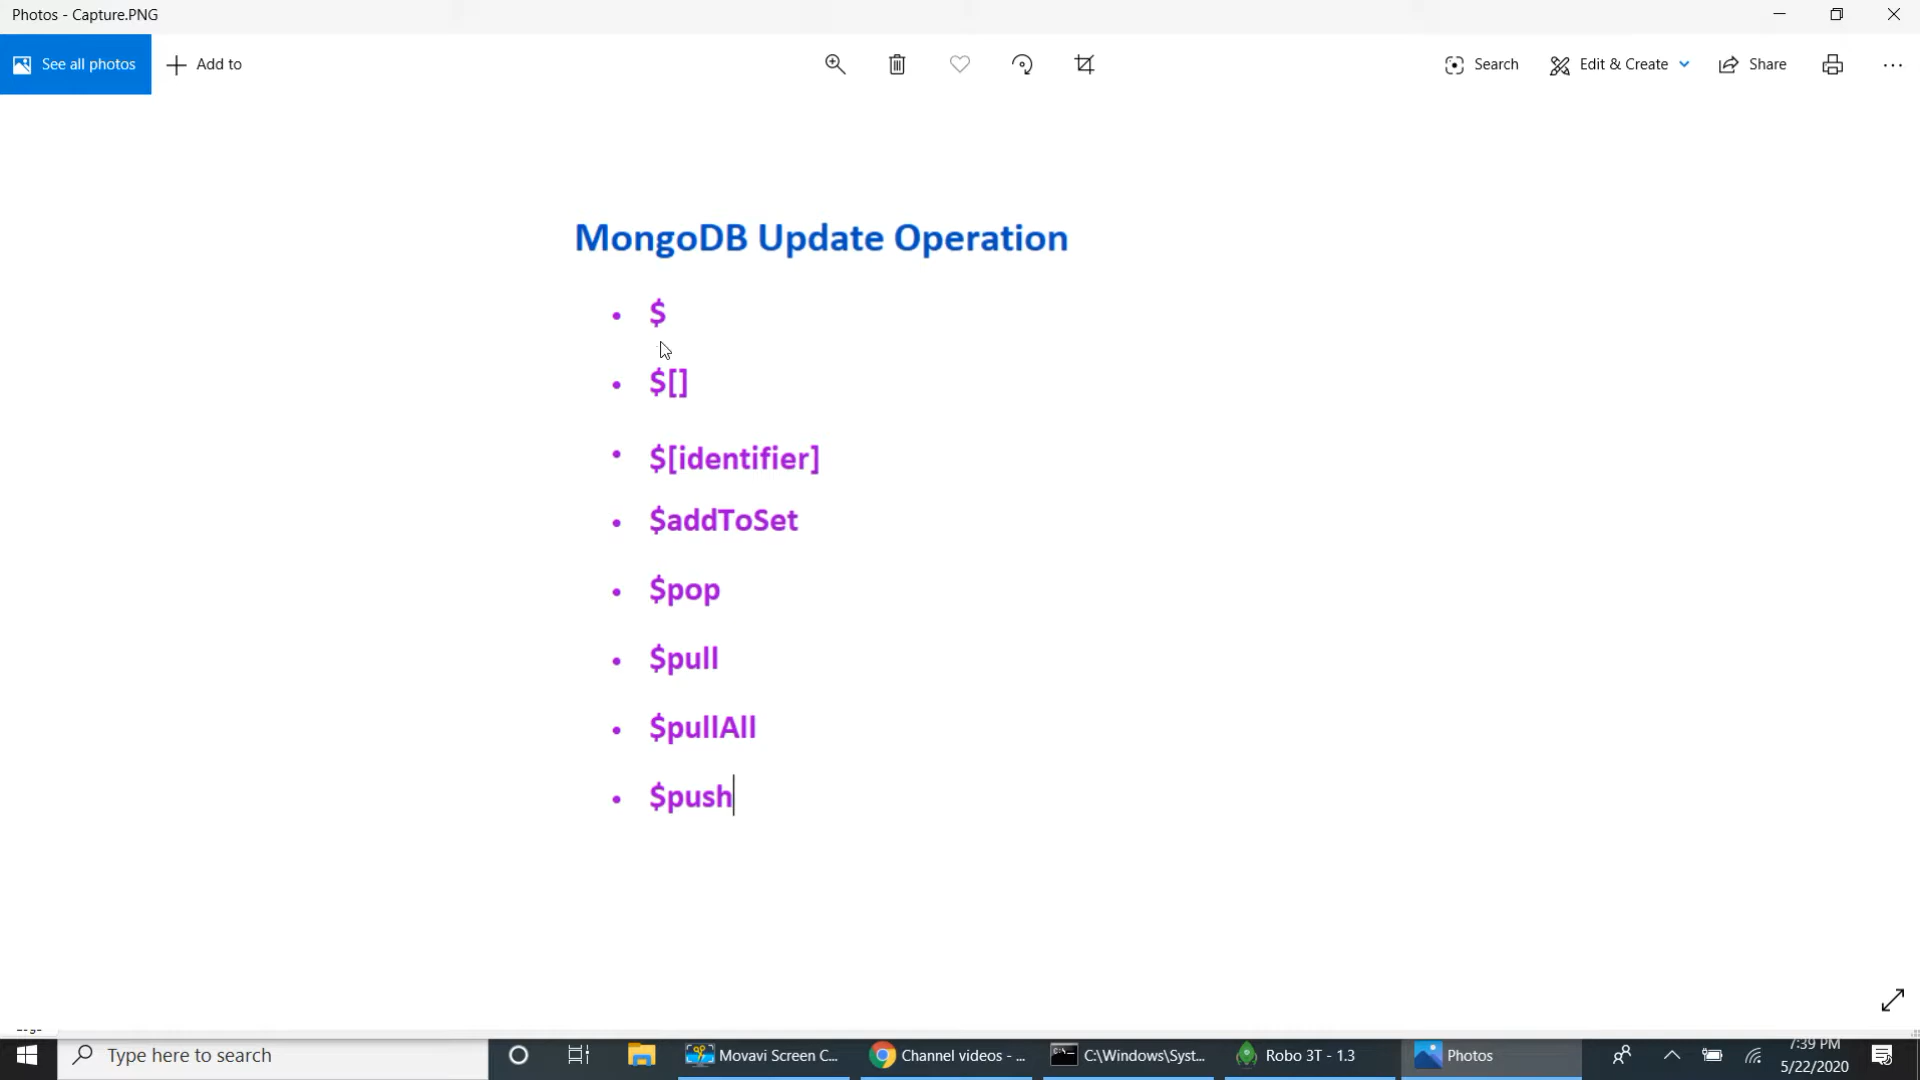 Photos - Capture.PNG
See all photos
Add to
Search
Edit & Create
Share
MongoDB Update Operation
• $
• $[]
• $[identifier]
• $addToSet
• $pop
• $pull
• $pullAll
• $push
Type here to search
Movavi Screen C...
Channel videos - ...
C:\Windows\Syst...
Robo 3T - 1.3
Photos
7:39 PM
5/22/2020